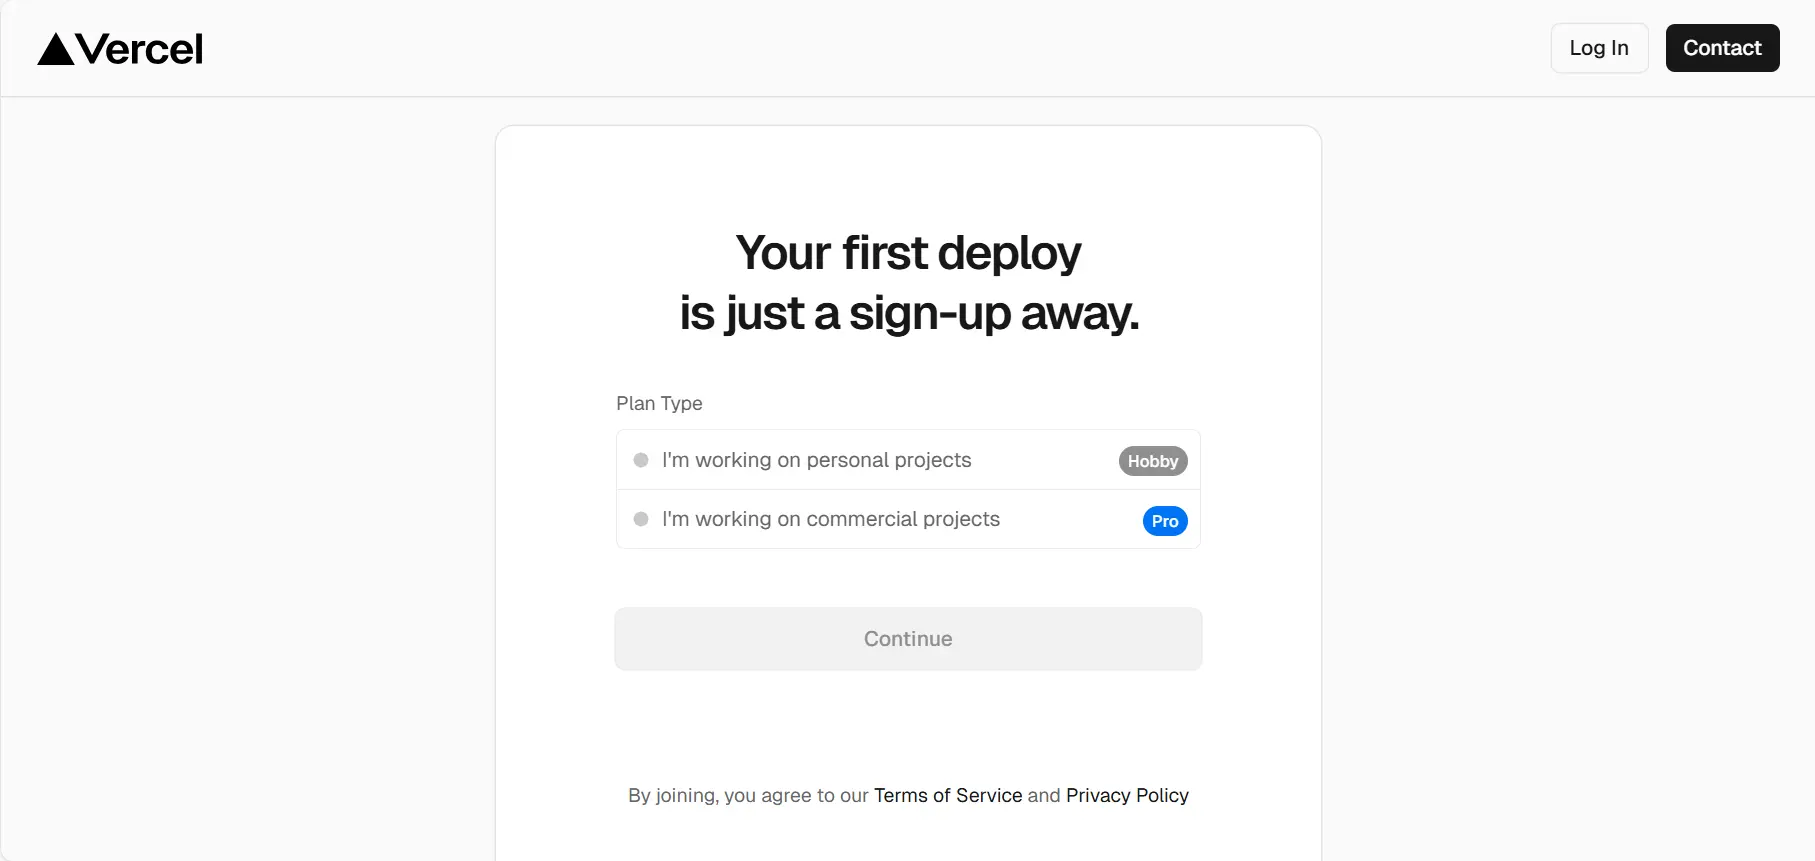 Vercel
Log In
Contact
Your first deploy
is just a sign-up away.
Plan Type
I'm working on personal projects
Hobby
I'm working on commercial projects
Pro
Continue
By joining, you agree to our Terms of Service and Privacy Policy